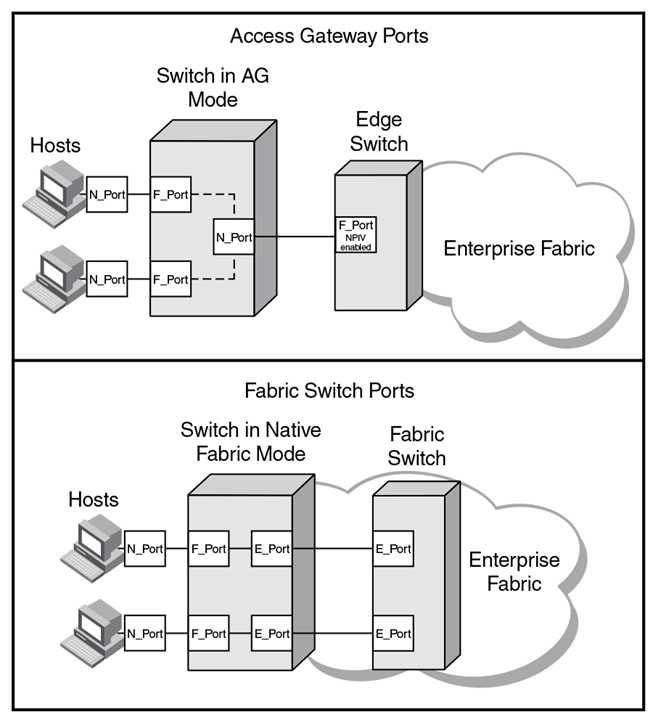 Access Gateway Ports
Switch in AG
Mode
Edge
Switch
Hosts
N_Port
F_Port
N_Port
F_Port
NPIV
enabled
Enterprise Fabric
N_Port
F_Port
Fabric Switch Ports
Switch in Native
Fabric Mode
Fabric
Switch
Hosts
N_Port
F_Port
E_Port
E_Port
Enterprise
Fabric
N_Port
F_Port
E_Port
E_Port